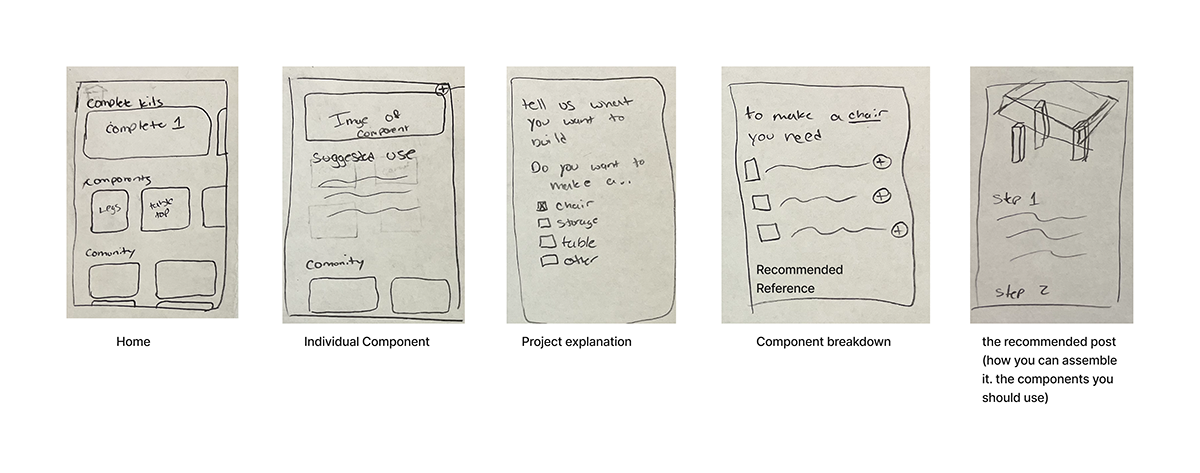 Complet kits
Complete 1
Components
Legs
table
top
Comunity
Home
Image of
Component
Suggested use
Comunity
Individual Component
tell us what
you want to
build
Do you want to
make a...
chair
storage
table
other
Project explanation
to make a chair
you need
Recommended
Reference
Component breakdown
Step 1
Step 2
the recommended post
(how you can assemble
it. the components you
should use)